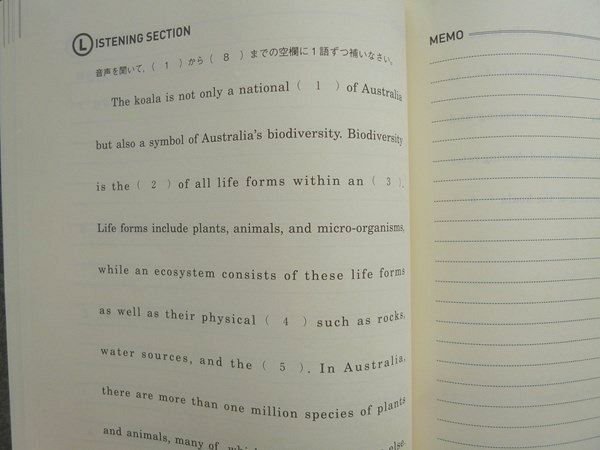 Ⓛ ISTENING SECTION
音声を聞いて，（ 1 ）から（ 8 ）までの空欄に1語ずつ補いなさい。
The koala is not only a national （ 1 ） of Australia
but also a symbol of Australia's biodiversity. Biodiversity
is the （ 2 ） of all life forms within an （ 3 ）.
Life forms include plants, animals, and micro-organisms,
while an ecosystem consists of these life forms
as well as their physical （ 4 ） such as rocks,
water sources, and the （ 5 ）. In Australia,
there are more than one million species of plants
and animals, many of
MEMO